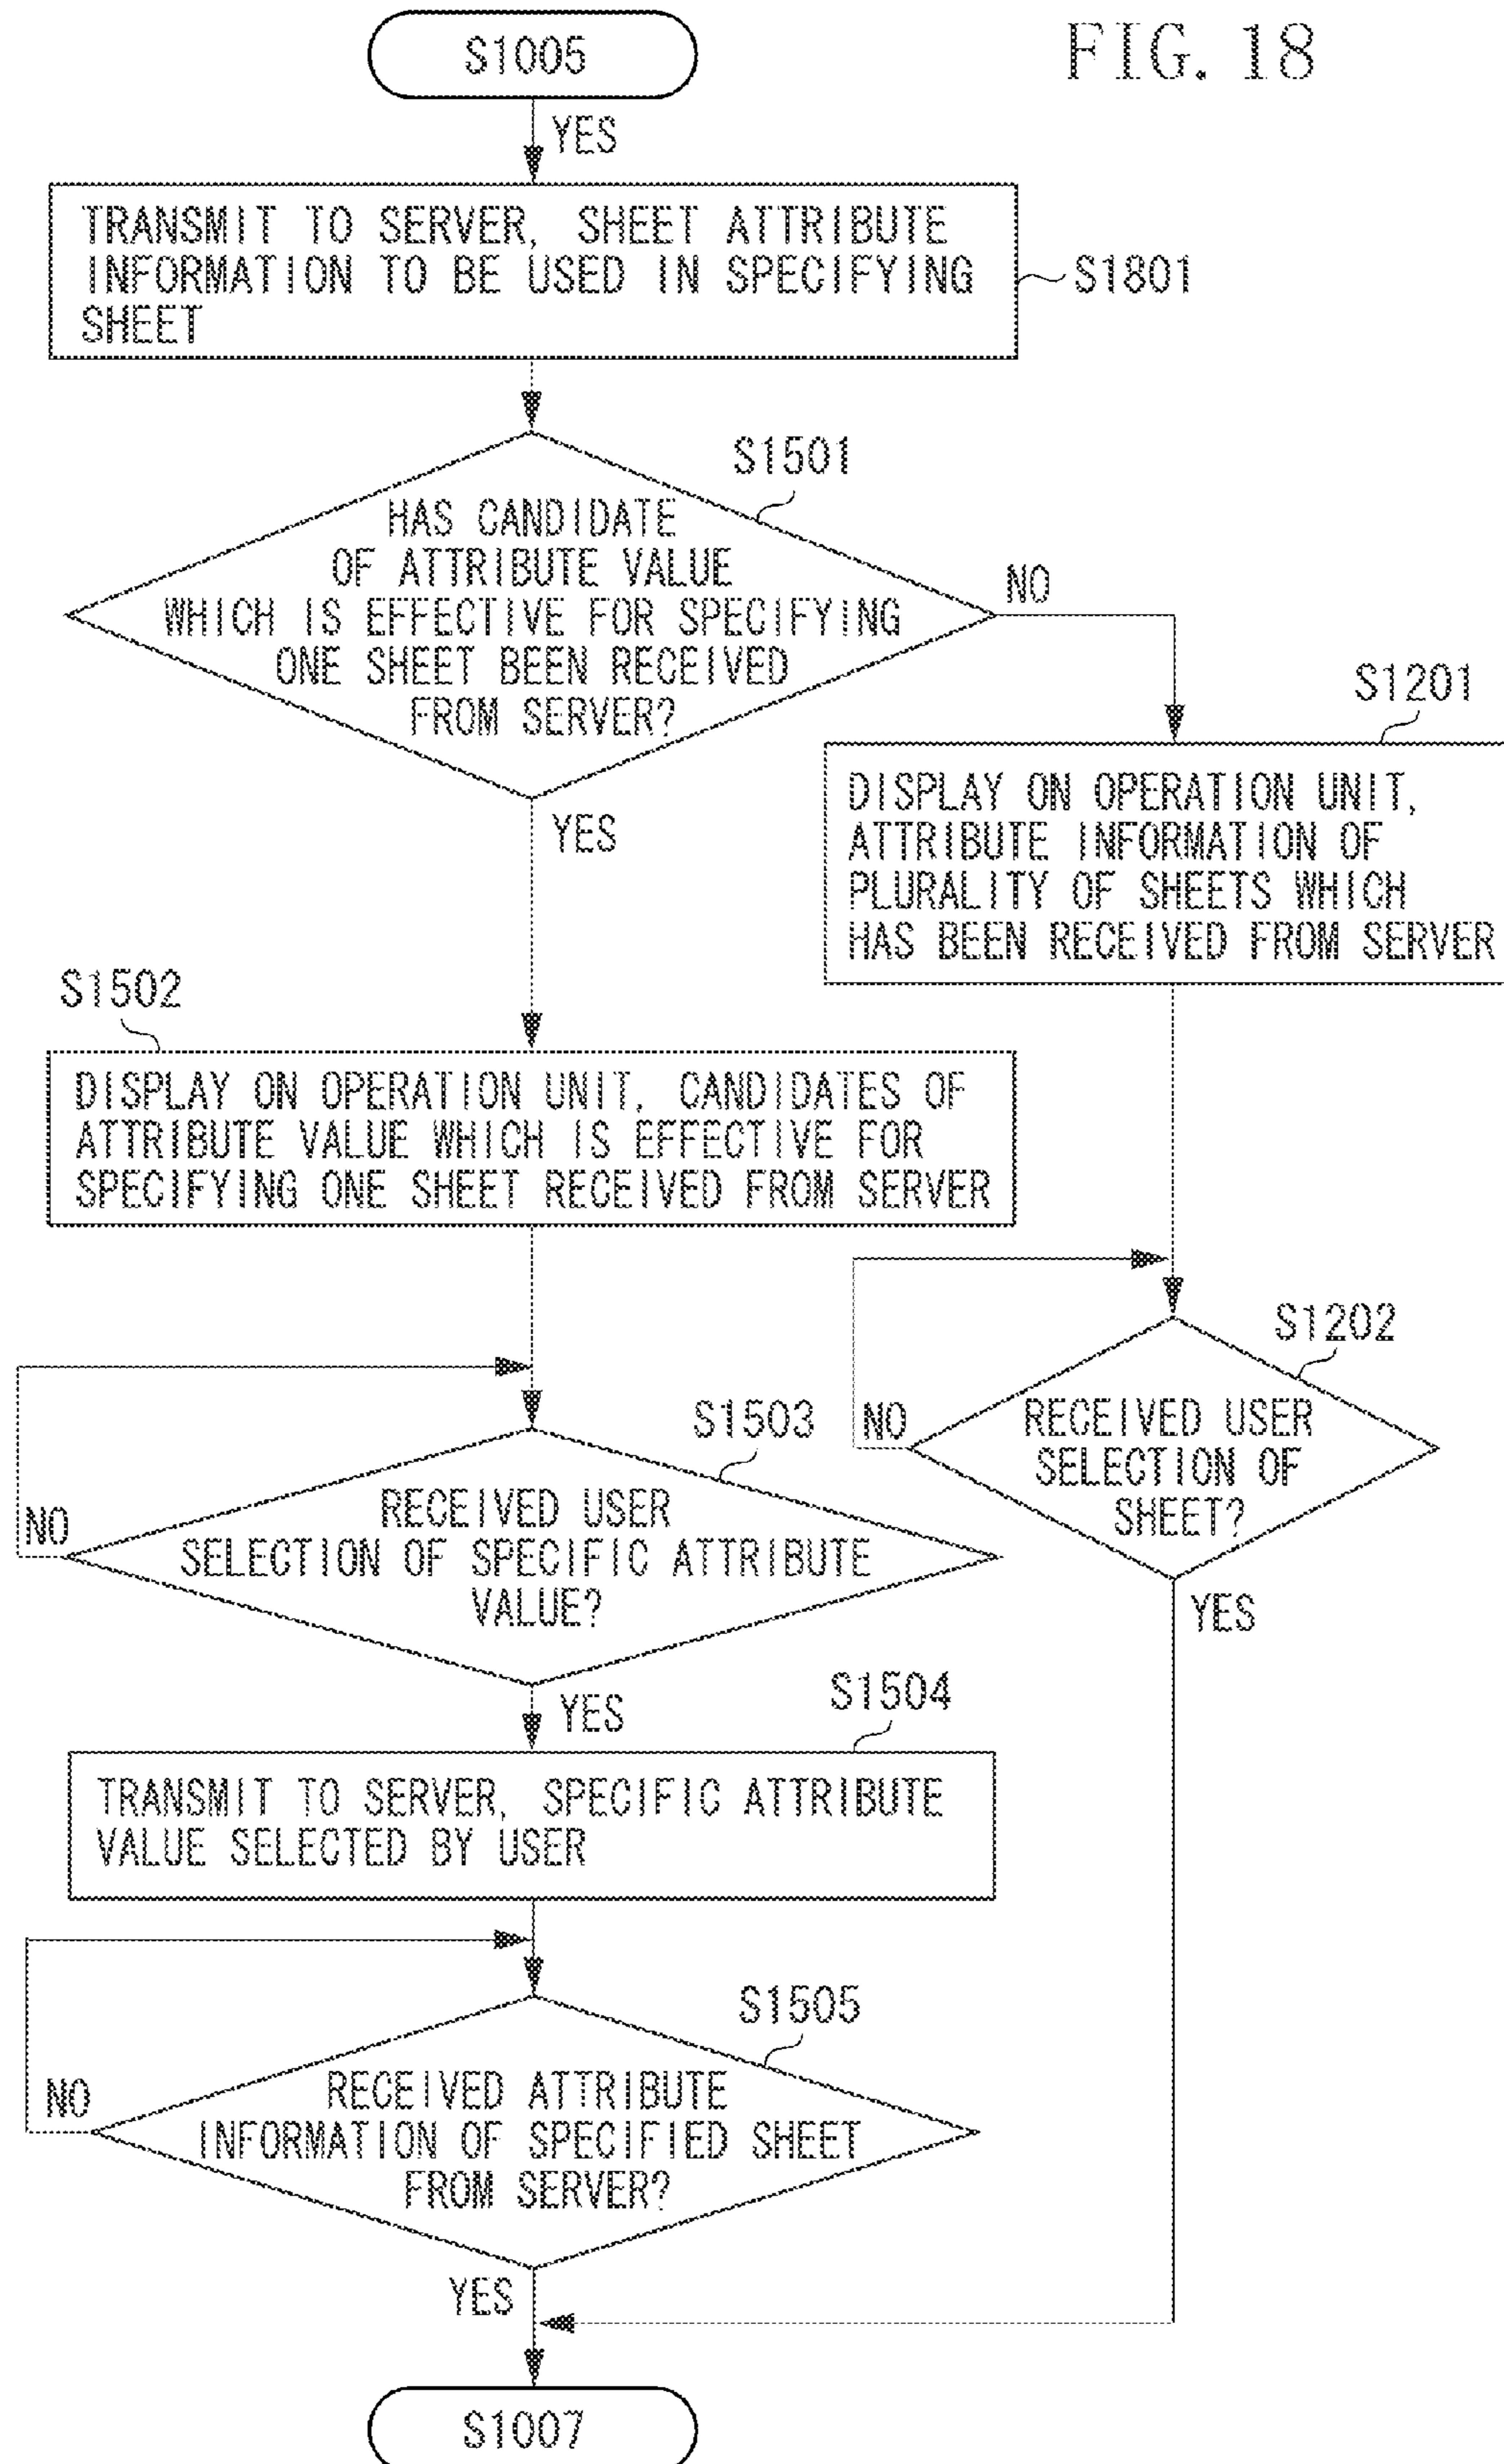 FIG. 18
S1005
YES
TRANSMIT TO SERVER, SHEET ATTRIBUTE
INFORMATION TO BE USED IN SPECIFYING
SHEET
S1801
S1501
HAS CANDIDATE
OF ATTRIBUTE VALUE
WHICH IS EFFECTIVE FOR SPECIFYING
ONE SHEET BEEN RECEIVED
FROM SERVER?
NO
YES
S1201
DISPLAY ON OPERATION UNIT,
ATTRIBUTE INFORMATION OF
PLURALITY OF SHEETS WHICH
HAS BEEN RECEIVED FROM SERVER
S1502
DISPLAY ON OPERATION UNIT, CANDIDATES OF
ATTRIBUTE VALUE WHICH IS EFFECTIVE FOR
SPECIFYING ONE SHEET RECEIVED FROM SERVER
S1202
NO
RECEIVED USER
SELECTION OF
SHEET?
YES
S1503
NO
RECEIVED USER
SELECTION OF SPECIFIC ATTRIBUTE
VALUE?
YES
S1504
TRANSMIT TO SERVER, SPECIFIC ATTRIBUTE
VALUE SELECTED BY USER
S1505
NO
RECEIVED ATTRIBUTE
INFORMATION OF SPECIFIED SHEET
FROM SERVER?
YES
S1007